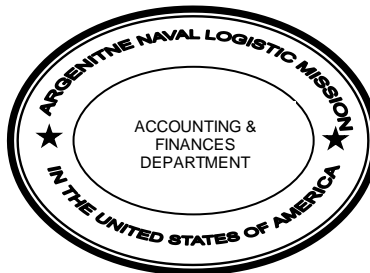 ARGENITNE NAVAL LOGISTIC MISSION
ACCOUNTING &
FINANCES
DEPARTMENT
IN THE UNITED STATES OF AMERICA